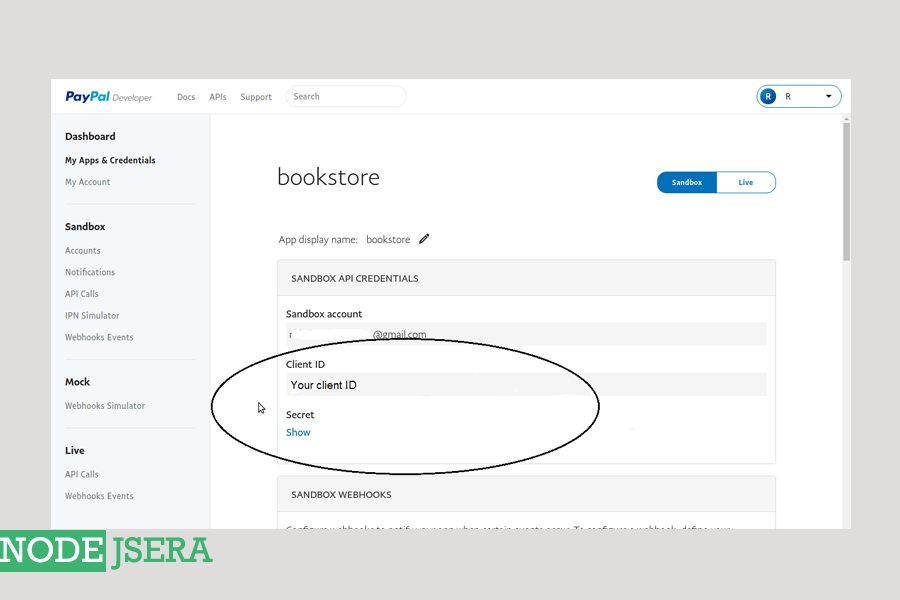 PayPal Developer Docs APIs Support Search R R
Dashboard
My Apps & Credentials
My Account
Sandbox
Accounts
Notifications
API Calls
IPN Simulator
Webhooks Events
Mock
Webhooks Simulator
Live
API Calls
Webhooks Events
bookstore
Sandbox Live
App display name: bookstore
SANDBOX API CREDENTIALS
Sandbox account
@gmail.com
Client ID
Your client ID
Secret
Show
SANDBOX WEBHOOKS
NODE JSERA